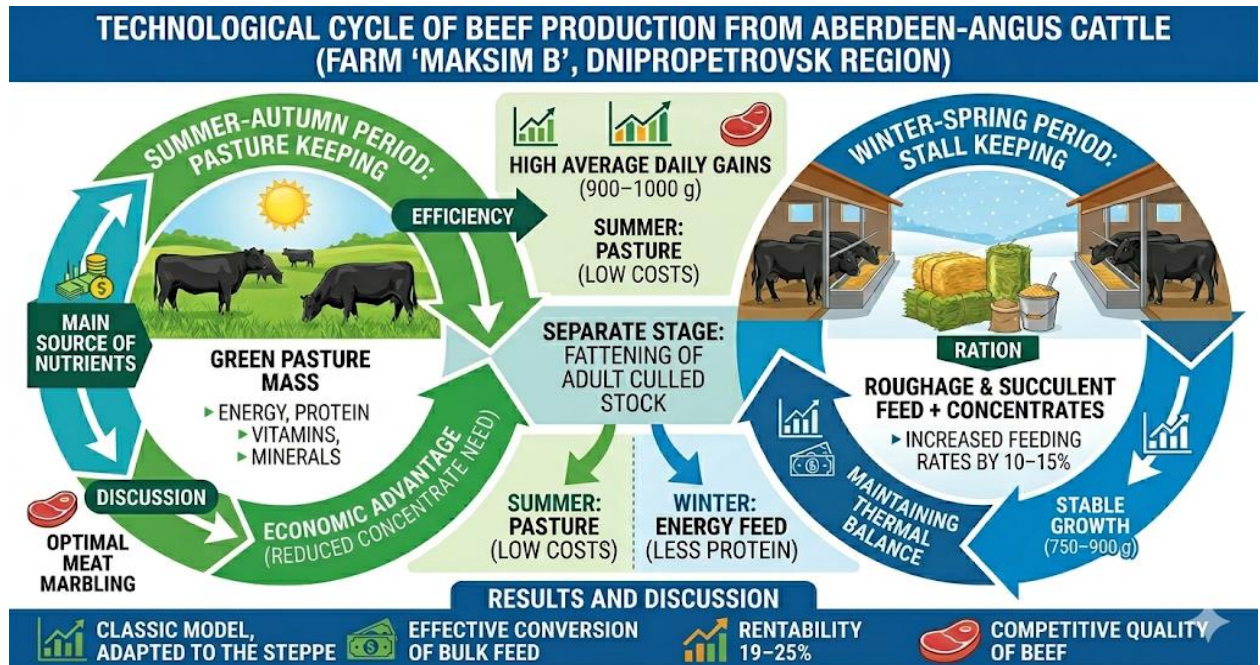 TECHNOLOGICAL CYCLE OF BEEF PRODUCTION FROM ABERDEEN-ANGUS CATTLE
(FARM ‘MAKSIM B’, DNIPROPETROVSK REGION)
SUMMER-AUTUMN PERIOD:
PASTURE KEEPING
MAIN
SOURCE OF
NUTRIENTS
GREEN PASTURE
MASS
▸ ENERGY, PROTEIN
▸ VITAMINS,
▸ MINERALS
DISCUSSION
OPTIMAL
MEAT
MARBLING
ECONOMIC ADVANTAGE
(REDUCED CONCENTRATE NEED)
EFFICIENCY
HIGH AVERAGE DAILY GAINS
(900–1000 g)
SUMMER:
PASTURE
(LOW COSTS)
SEPARATE STAGE:
FATTENING OF
ADULT CULLED
STOCK
SUMMER:
PASTURE
(LOW COSTS)
WINTER:
ENERGY FEED
(LESS PROTEIN)
WINTER-SPRING PERIOD:
STALL KEEPING
RATION
ROUGHAGE & SUCCULENT
FEED + CONCENTRATES
▸ INCREASED FEEDING
RATES BY 10–15%
STABLE
GROWTH
(750–900 g)
MAINTAINING
THERMAL
BALANCE
RESULTS AND DISCUSSION
CLASSIC MODEL,
ADAPTED TO THE STEPPE
EFFECTIVE CONVERSION
OF BULK FEED
RENTABILITY
19–25%
COMPETITIVE QUALITY
OF BEEF